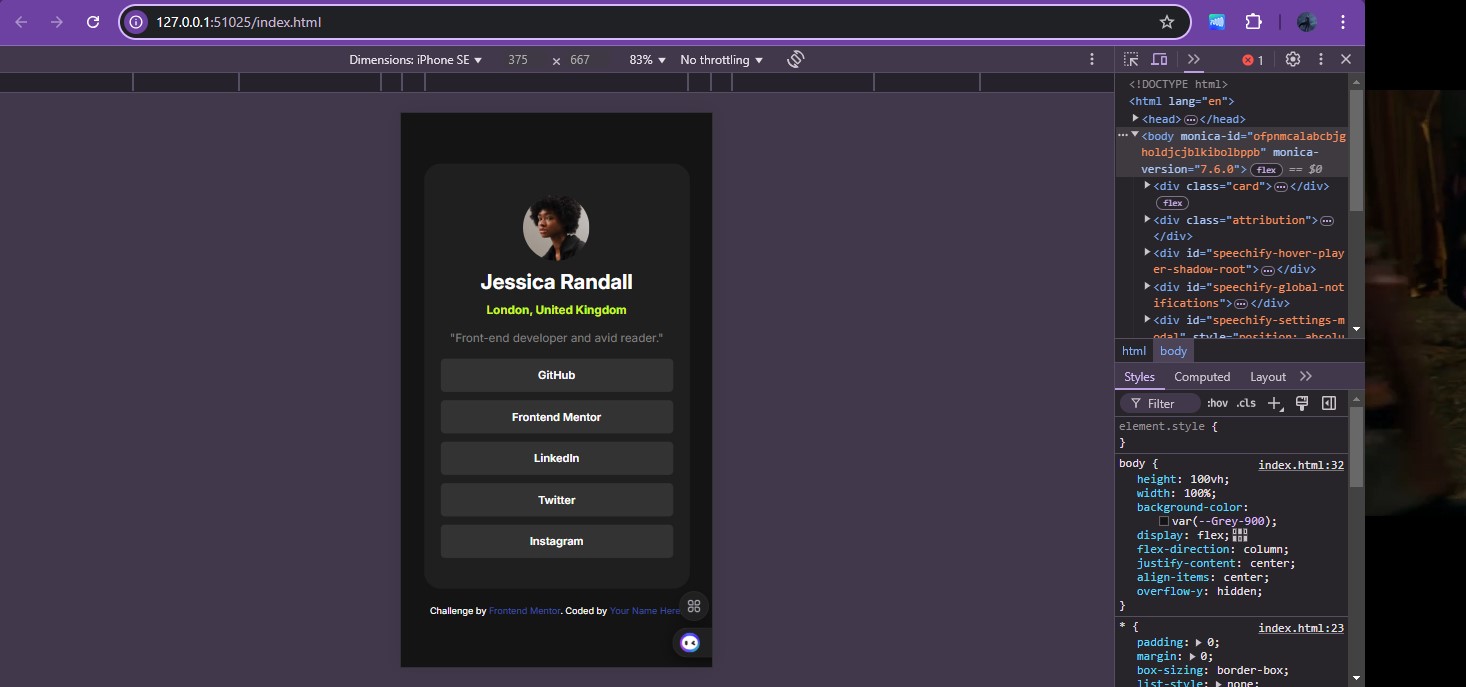 127.0.0.1:51025/index.html
Dimensions: iPhone SE 375 × 667 83% No throttling
1
<!DOCTYPE html>
<html lang="en">
<head> </head>
<body monica-id="ofpnmcalabcbjg
holdjcjblkibolbppb" monica-
version="7.6.0"> flex == $0
<div class="card"> </div>
flex
<div class="attribution">
</div>
<div id="speechify-hover-play
er-shadow-root"> </div>
<div id="speechify-global-not
ifications"> </div>
<div id="speechify-settings-m
odal" style="position: absolu
html body
Styles Computed Layout
Filter :hov .cls
element.style {
}
body { index.html:32
height: 100vh;
width: 100%;
background-color:
var(--Grey-900);
display: flex;
flex-direction: column;
justify-content: center;
align-items: center;
overflow-y: hidden;
}
* { index.html:23
padding: 0;
margin: 0;
box-sizing: border-box;
list-style: none;
Jessica Randall
London, United Kingdom
"Front-end developer and avid reader."
GitHub
Frontend Mentor
LinkedIn
Twitter
Instagram
Challenge by Frontend Mentor. Coded by Your Name Here